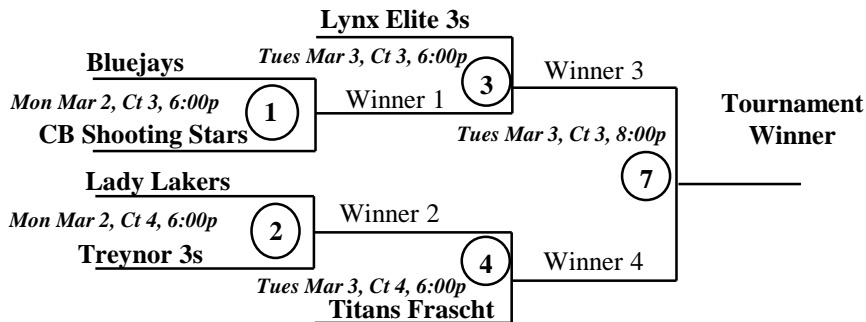 Lynx Elite 3s
Tues Mar 3, Ct 3, 6:00p
Bluejays
3
Winner 3
Mon Mar 2, Ct 3, 6:00p
1
Winner 1
Tournament
Winner
CB Shooting Stars
Tues Mar 3, Ct 3, 8:00p
7
Lady Lakers
Mon Mar 2, Ct 4, 6:00p
2
Winner 2
Treynor 3s
4
Winner 4
Tues Mar 3, Ct 4, 6:00p
Titans Frascht